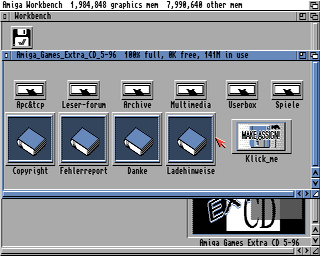 Amiga Workbench 1,984,848 graphics mem 7,990,640 other mem
Workbench
Amiga_Games_Extra_CD_5-96 100% full, 0K free, 141M in use
Apc&tcp Leser-forum Archive Multimedia Userbox Spiele
MAKE ASSIGN!
Copyright Fehlerreport Danke Ladehinweise Klick_me
EX CD
Amiga Games Extra CD 5-96